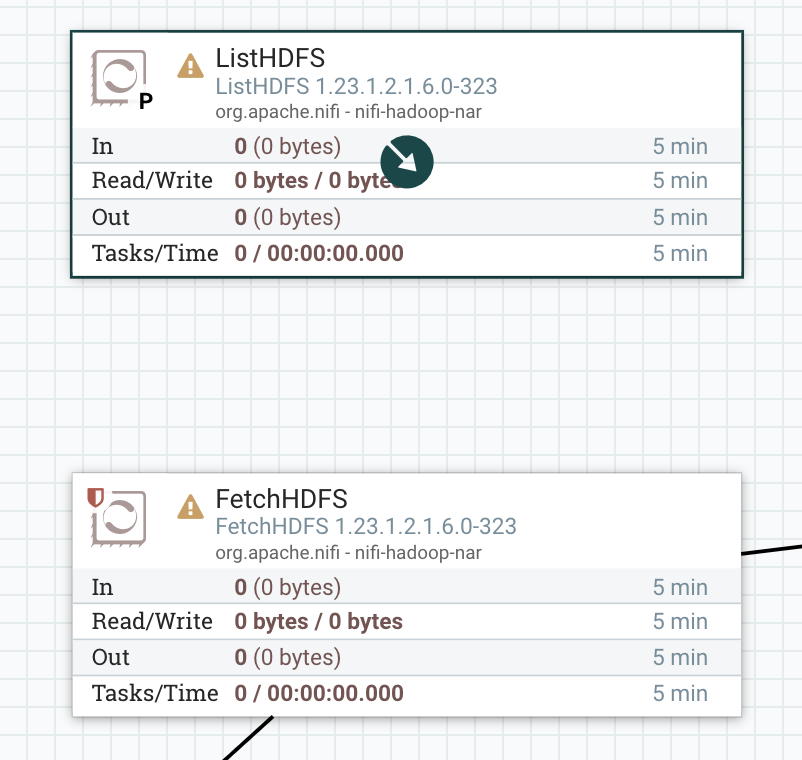 ListHDFS
ListHDFS 1.23.1.2.1.6.0-323
org.apache.nifi - nifi-hadoop-nar
P
In 0 (0 bytes) 5 min
Read/Write 0 bytes / 0 byte 5 min
Out 0 (0 bytes) 5 min
Tasks/Time 0 / 00:00:00.000 5 min
FetchHDFS
FetchHDFS 1.23.1.2.1.6.0-323
org.apache.nifi - nifi-hadoop-nar
In 0 (0 bytes) 5 min
Read/Write 0 bytes / 0 bytes 5 min
Out 0 (0 bytes) 5 min
Tasks/Time 0 / 00:00:00.000 5 min